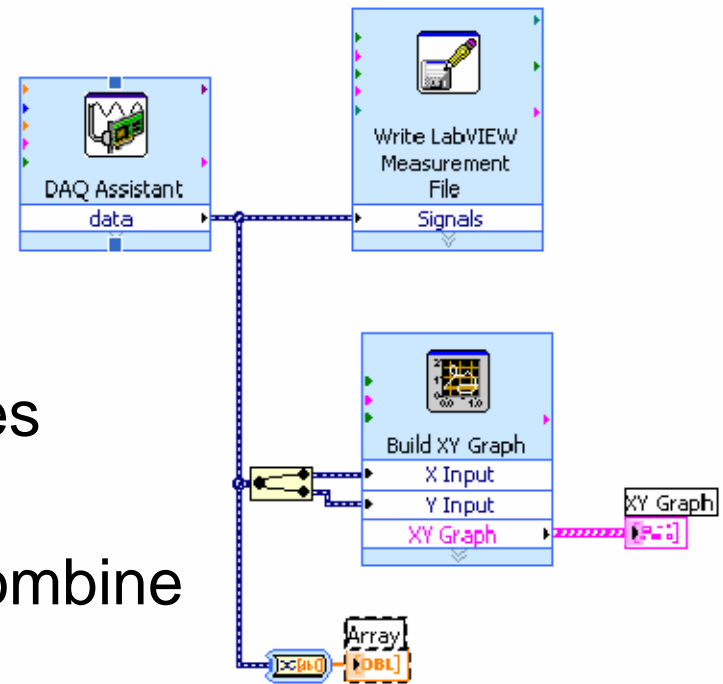 DAQ Assistant
data
Write LabVIEW
Measurement
File
Signals
es
ombine
Build XY Graph
X Input
Y Input
XY Graph
XY Graph
Array
DBL]